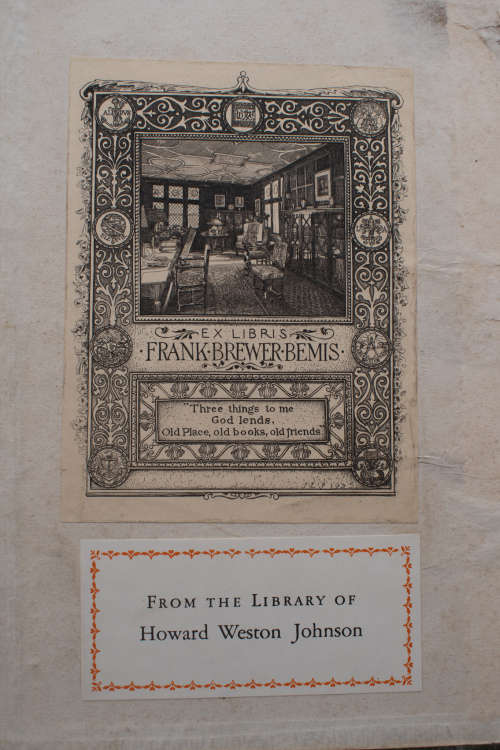 EX LIBRIS
·FRANK·BREWER·BEMIS·
"Three things to me
God lends,
Old Place, old books, old friends"
FROM THE LIBRARY OF
Howard Weston Johnson